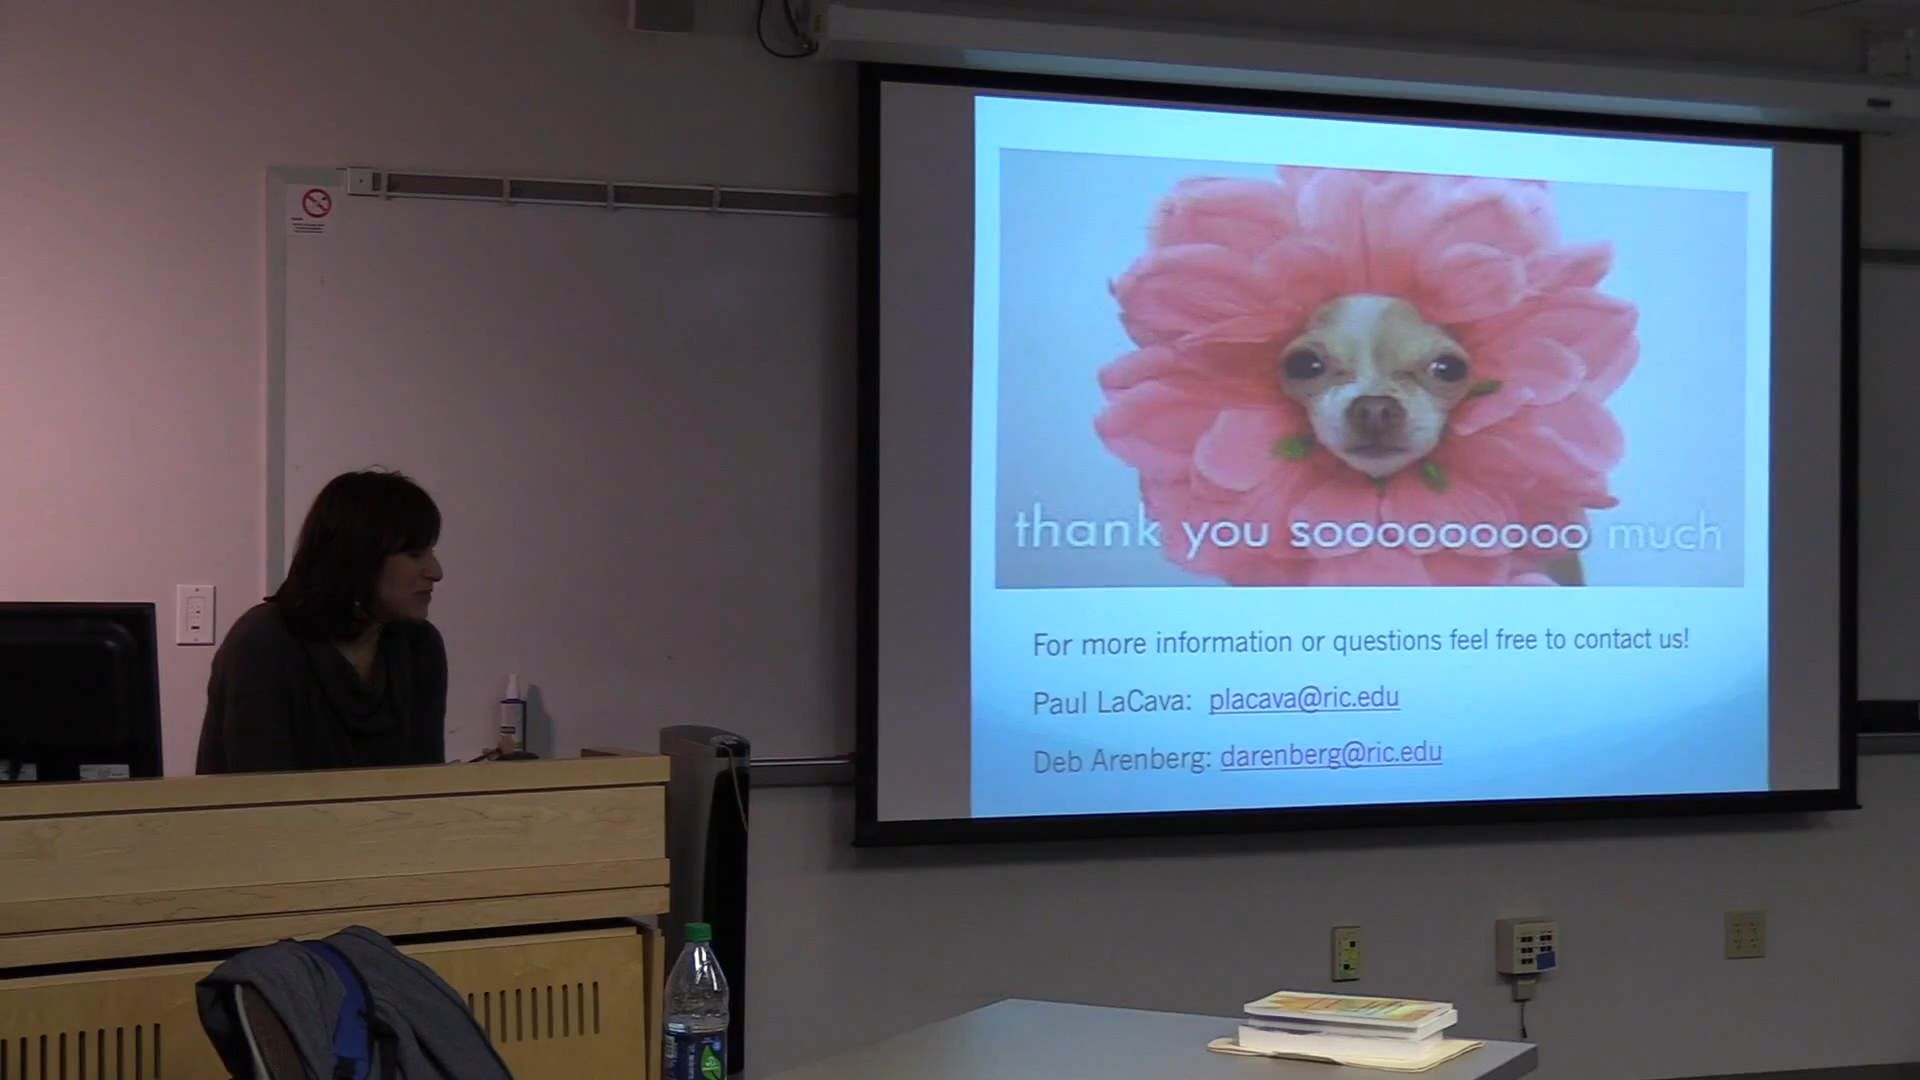 thank you sooooooooo much
For more information or questions feel free to contact us!
Paul LaCava: placava@ric.edu
Deb Arenberg: darenberg@ric.edu